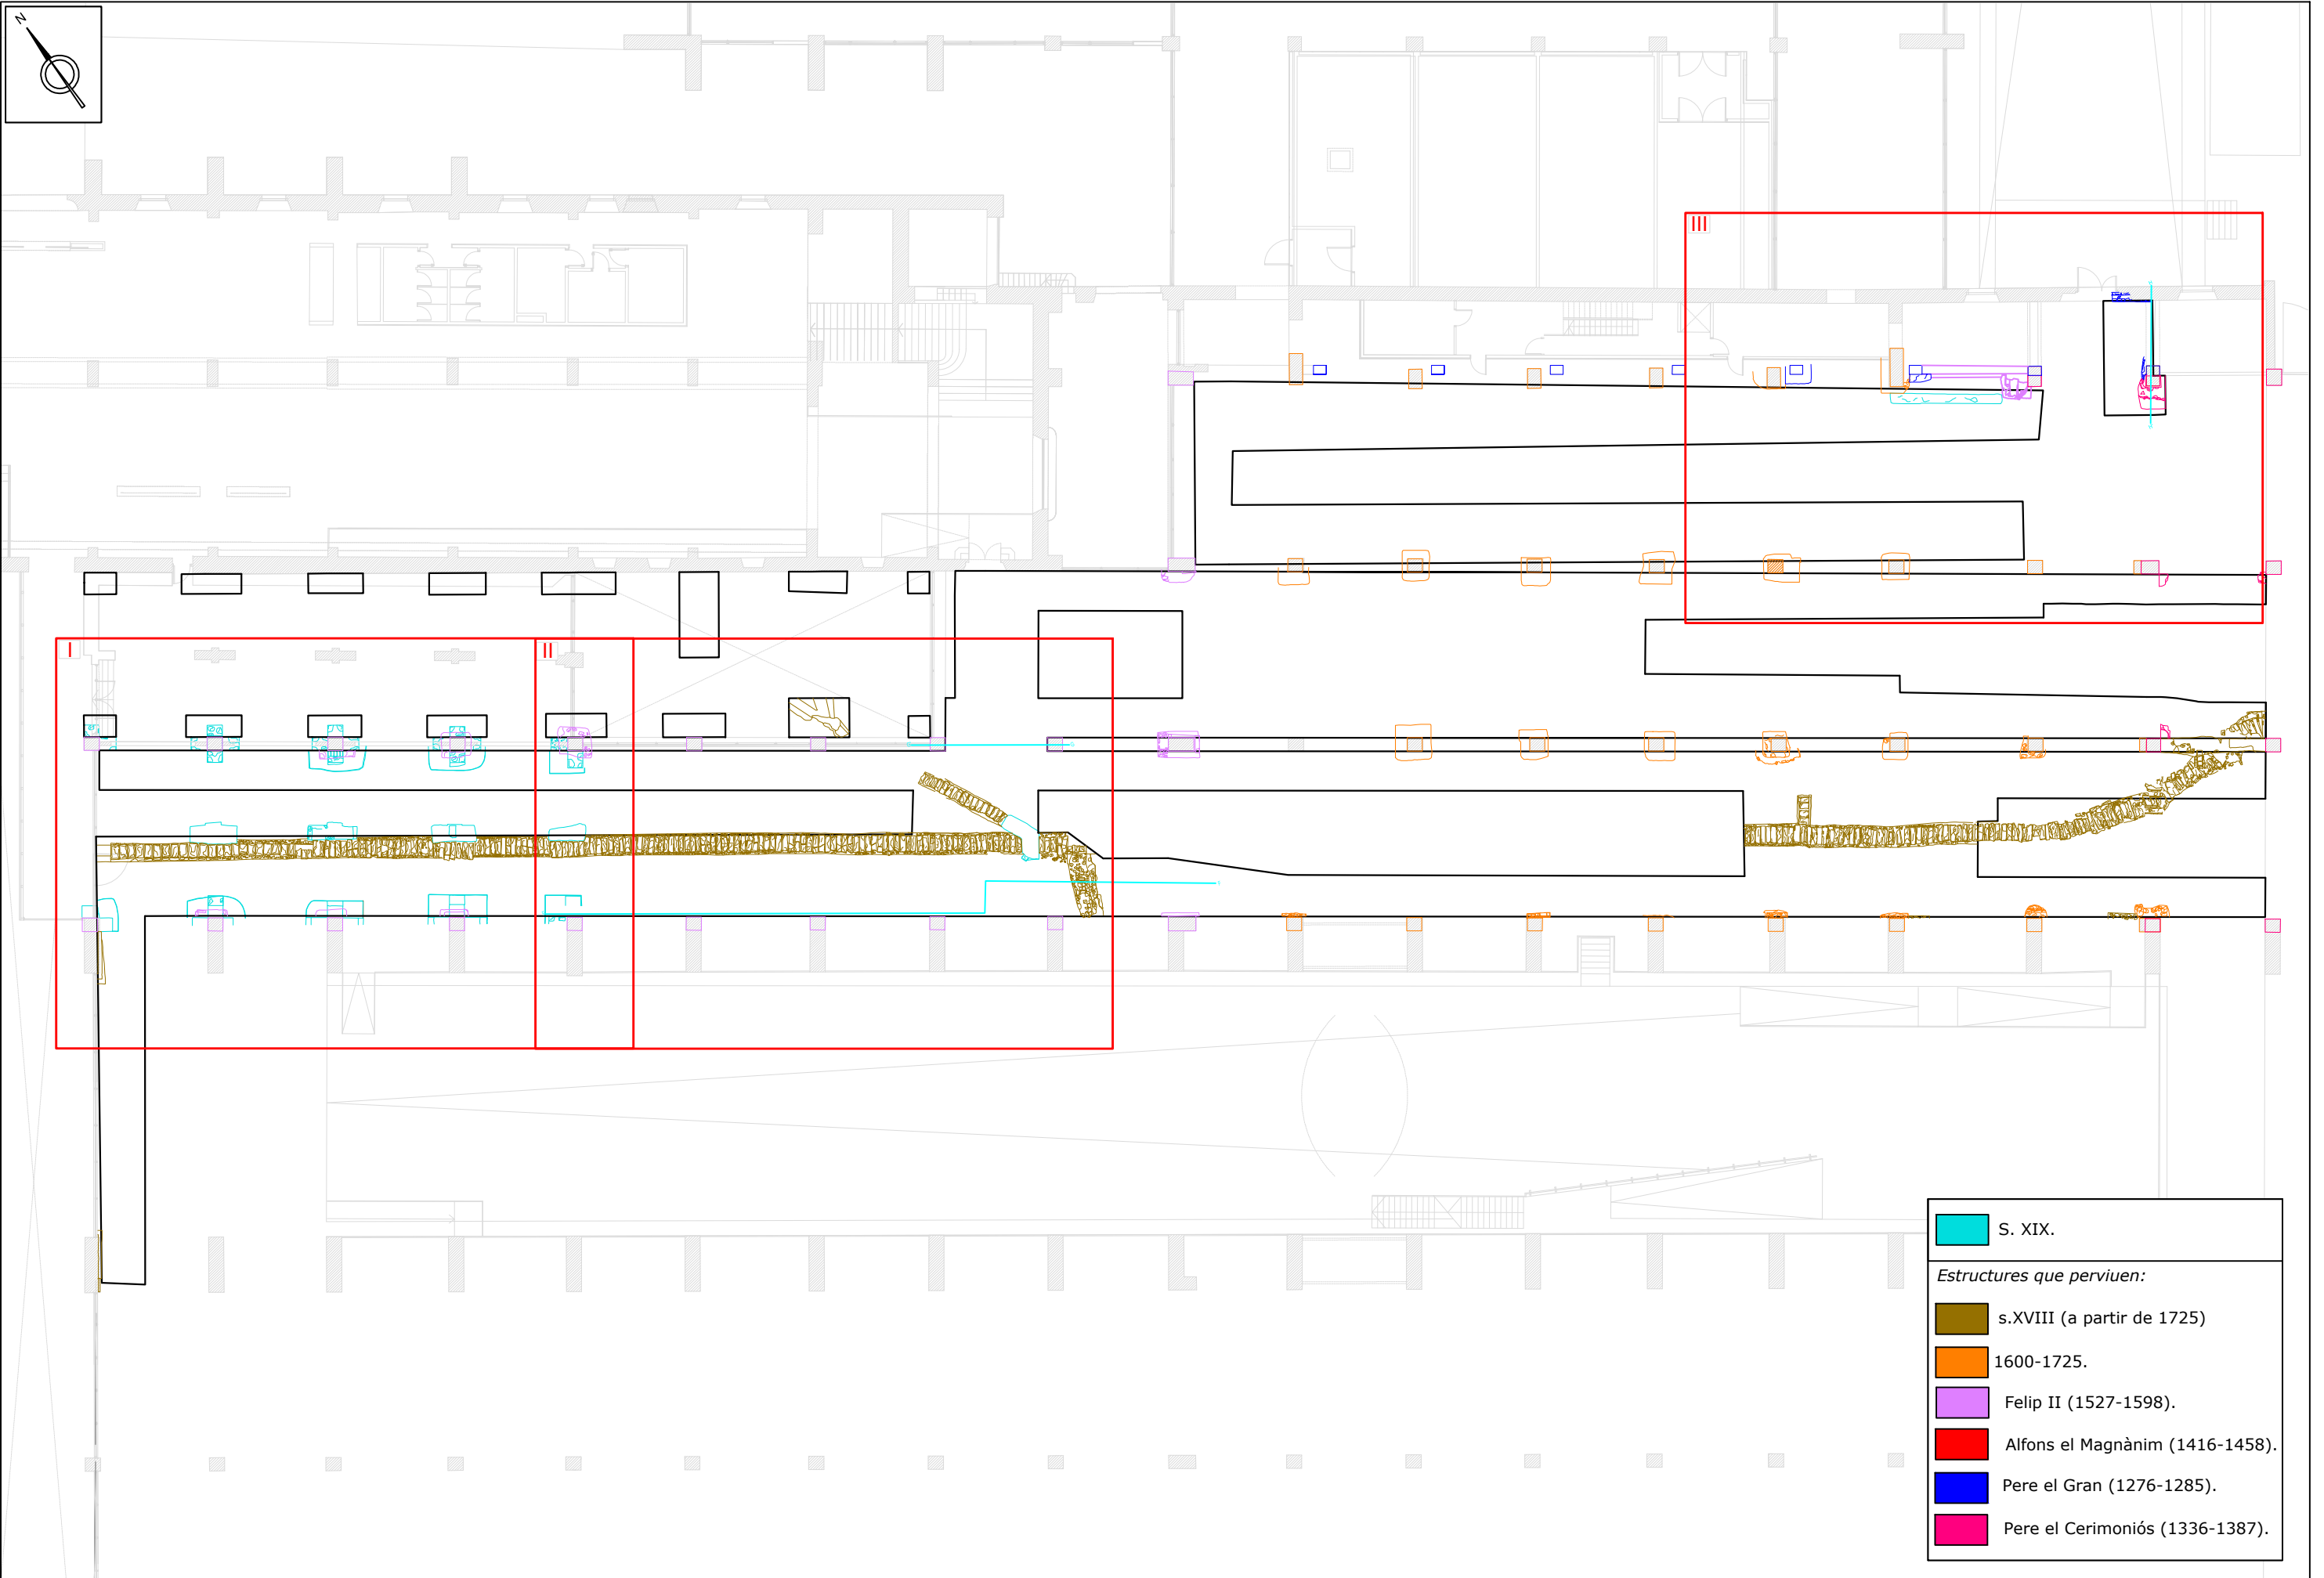 N
III
I
II
S. XIX.
Estructures que perviuen:
s.XVIII (a partir de 1725)
1600-1725.
Felip II (1527-1598).
Alfons el Magnànim (1416-1458).
Pere el Gran (1276-1285).
Pere el Cerimoniós (1336-1387).